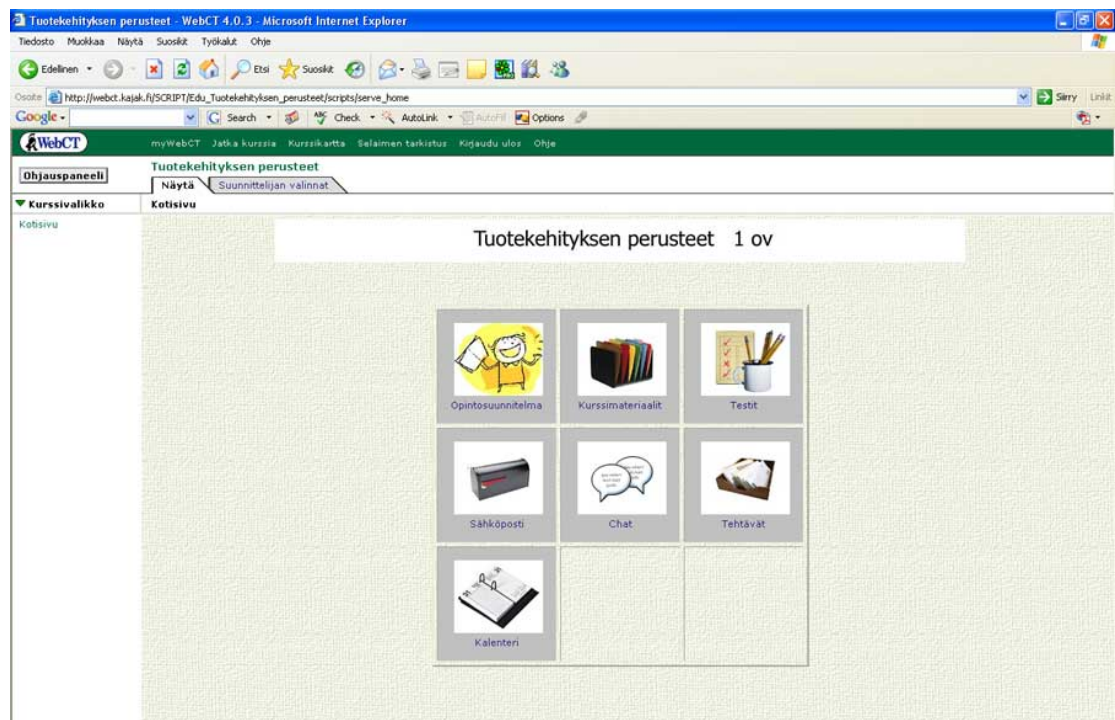 Tuotekehityksen perusteet - WebCT 4.0.3 - Microsoft Internet Explorer
Tiedosto Muokkaa Näytä Suosikit Työkalut Ohje
Edellinen Etsi Suosikit
Osoite http://webct.kajak.fi/SCRIPT/Edu_Tuotekehityksen_perusteet/scripts/serve_home Siirry Linkit
Google Search Check AutoLink AutoFill Options
WebCT myWebCT Jatka kurssia Kurssikartta Selaimen tarkistus Kirjaudu ulos Ohje
Ohjauspaneeli
Tuotekehityksen perusteet
Näytä Suunnittelijan valinnat
Kurssivalikko Kotisivu
Kotisivu
Tuotekehityksen perusteet 1 ov
Opintosuunnitelma Kurssimateriaalit Testit
Sähköposti Chat Tehtävät
Kalenteri